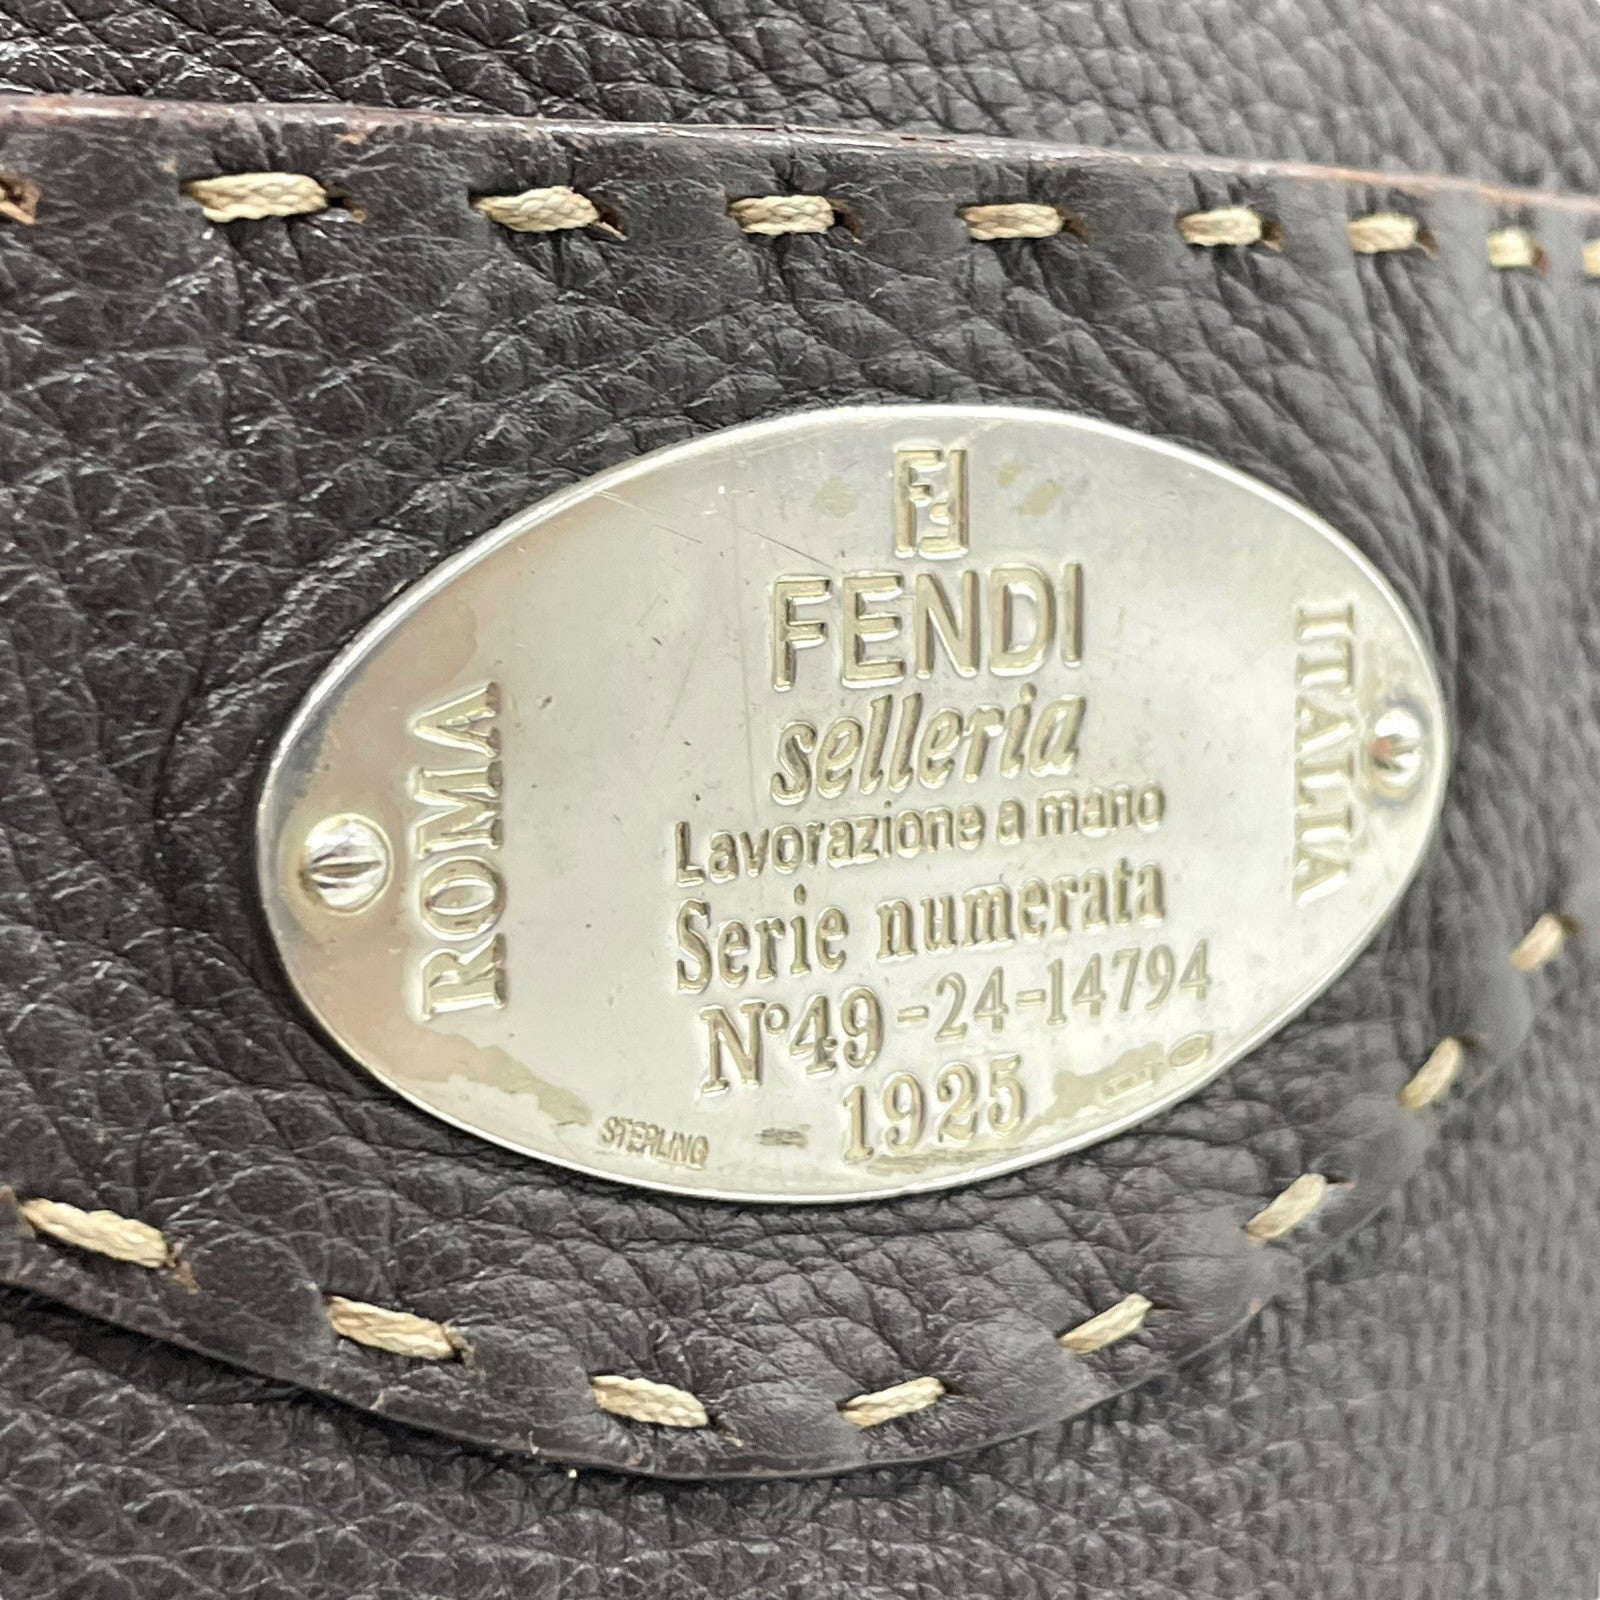 FF
FENDI
selleria
Lavorazione a mano
Serie numerata
N°49-24-14794
1925
ROMA
ITALIA
STERLING